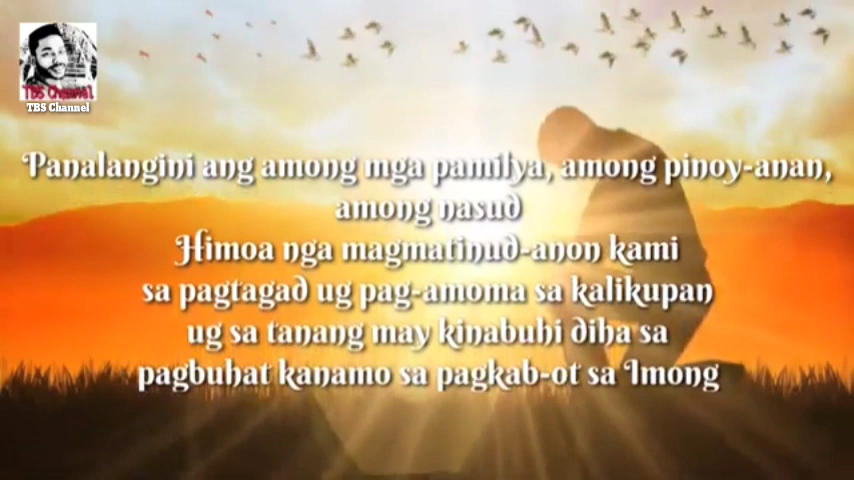 TBS Channel
TBS Channel
Panalangini ang among mga pamilya, among pinoy-anan,
among nasud
Himoa nga magmatinud-anon kami
sa pagtagad ug pag-amoma sa kalikupan
ug sa tanang may kinabuhi diha sa
pagbuhat kanamo sa pagkab-ot sa Imong